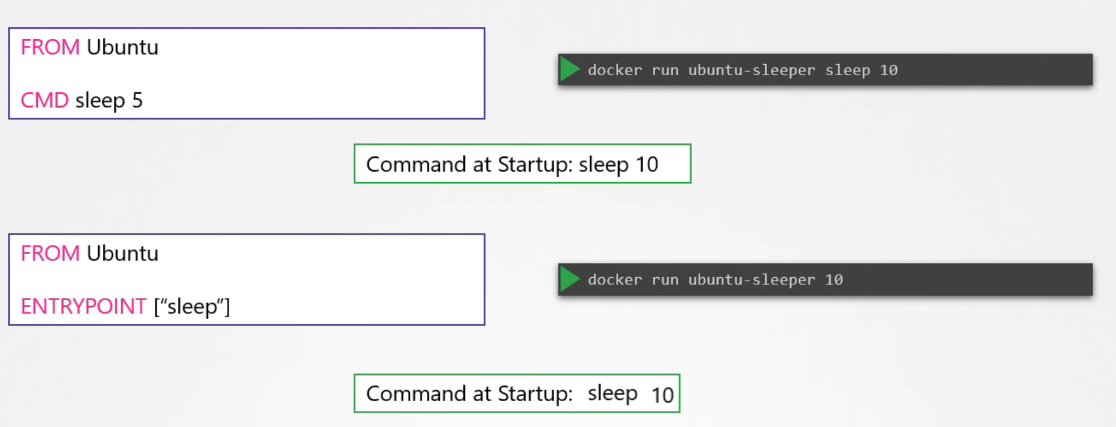 FROM Ubuntu
CMD sleep 5
docker run ubuntu-sleeper sleep 10
Command at Startup: sleep 10
FROM Ubuntu
ENTRYPOINT [“sleep”]
docker run ubuntu-sleeper 10
Command at Startup: sleep 10